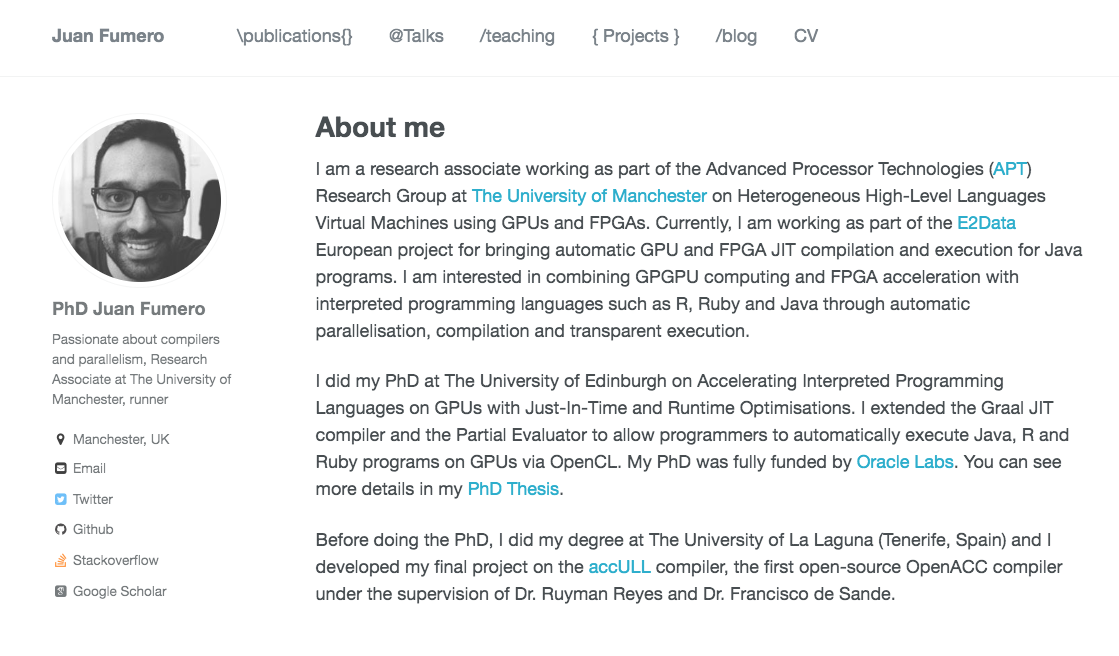 Juan Fumero
\publications{}
@Talks
/teaching
{ Projects }
/blog
CV
PhD Juan Fumero
Passionate about compilers
and parallelism, Research
Associate at The University of
Manchester, runner
Manchester, UK
Email
Twitter
Github
Stackoverflow
Google Scholar
About me
I am a research associate working as part of the Advanced Processor Technologies (APT)
Research Group at The University of Manchester on Heterogeneous High-Level Languages
Virtual Machines using GPUs and FPGAs. Currently, I am working as part of the E2Data
European project for bringing automatic GPU and FPGA JIT compilation and execution for Java
programs. I am interested in combining GPGPU computing and FPGA acceleration with
interpreted programming languages such as R, Ruby and Java through automatic
parallelisation, compilation and transparent execution.
I did my PhD at The University of Edinburgh on Accelerating Interpreted Programming
Languages on GPUs with Just-In-Time and Runtime Optimisations. I extended the Graal JIT
compiler and the Partial Evaluator to allow programmers to automatically execute Java, R and
Ruby programs on GPUs via OpenCL. My PhD was fully funded by Oracle Labs. You can see
more details in my PhD Thesis.
Before doing the PhD, I did my degree at The University of La Laguna (Tenerife, Spain) and I
developed my final project on the accULL compiler, the first open-source OpenACC compiler
under the supervision of Dr. Ruyman Reyes and Dr. Francisco de Sande.